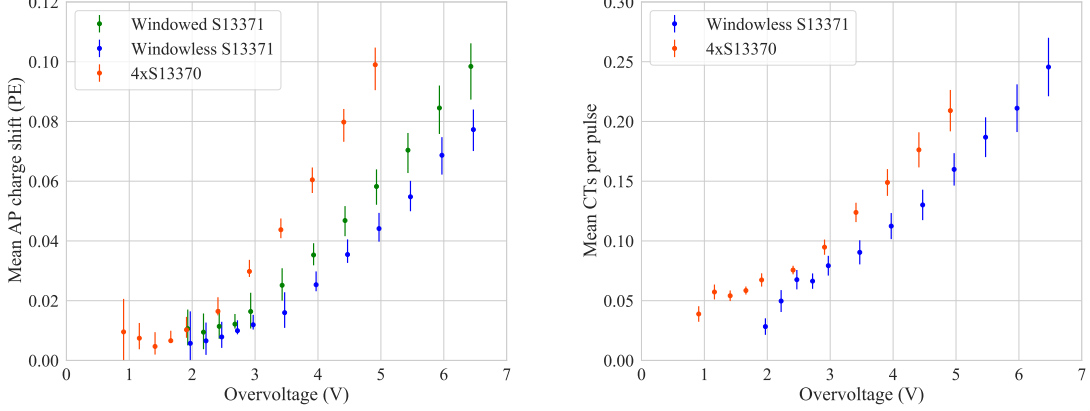 0.12
0.10
0.08
0.06
0.04
0.02
0.00
Mean AP charge shift (PE)
Windowed S13371
Windowless S13371
4xS13370
0 1 2 3 4 5 6 7
Overvoltage (V)
0.30
0.25
0.20
0.15
0.10
0.05
0.00
Mean CTs per pulse
Windowless S13371
4xS13370
0 1 2 3 4 5 6 7
Overvoltage (V)